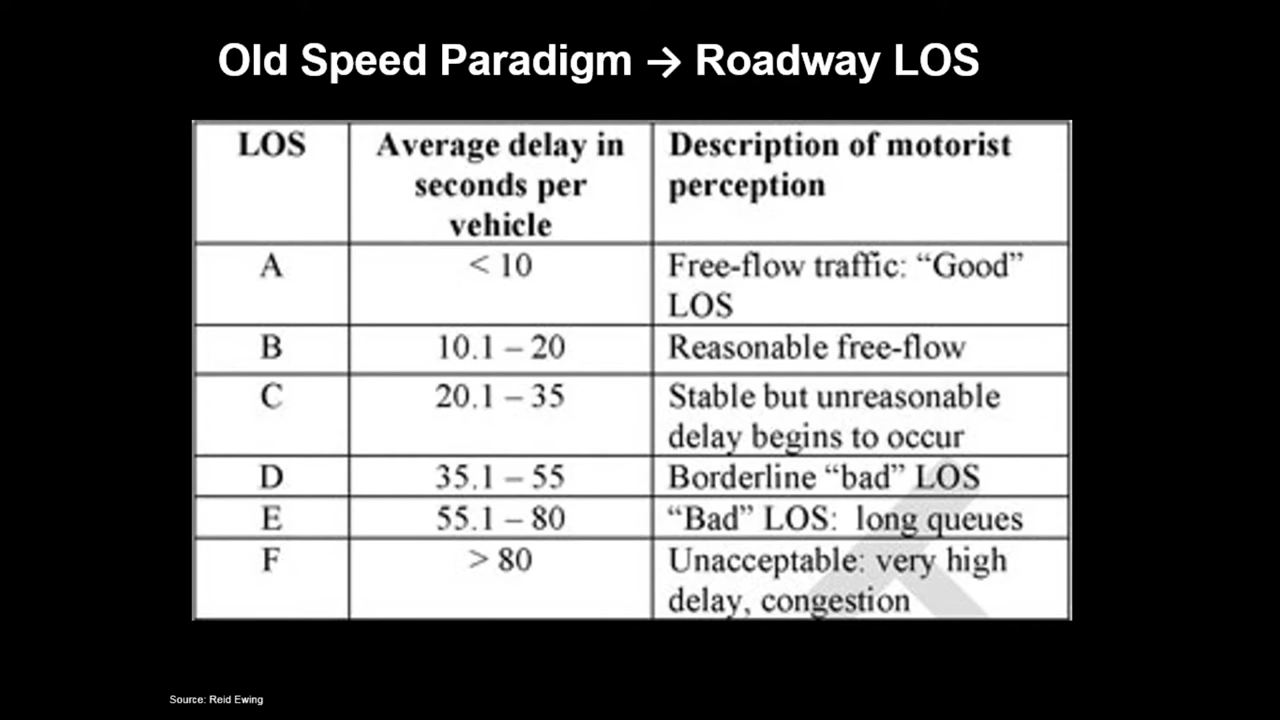 Old Speed Paradigm → Roadway LOS
LOS
Average delay in
seconds per
vehicle
Description of motorist
perception
A
< 10
Free-flow traffic: “Good”
LOS
B
10.1 – 20
Reasonable free-flow
C
20.1 – 35
Stable but unreasonable
delay begins to occur
D
35.1 – 55
Borderline “bad” LOS
E
55.1 – 80
“Bad” LOS:  long queues
F
> 80
Unacceptable: very high
delay, congestion
Source: Reid Ewing